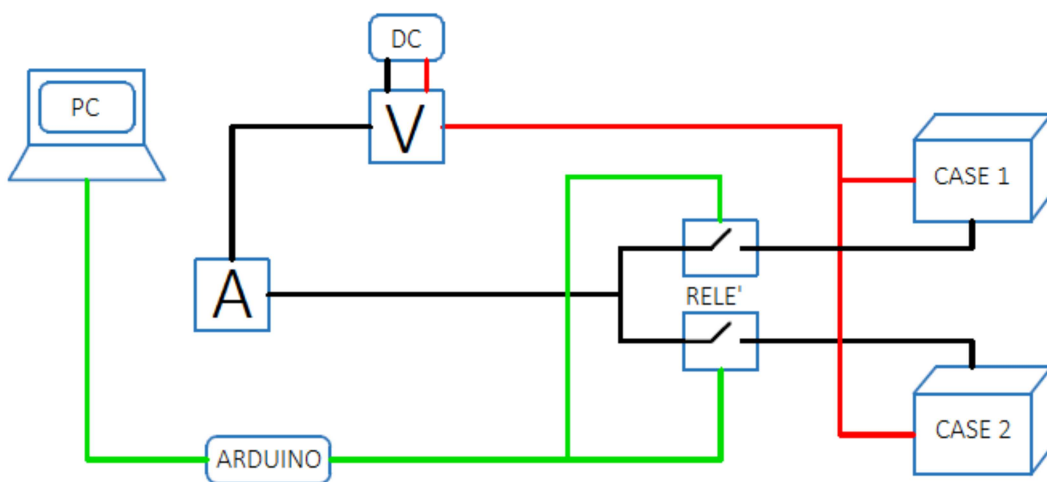 DC
PC
V
CASE 1
A
RELE'
CASE 2
ARDUINO